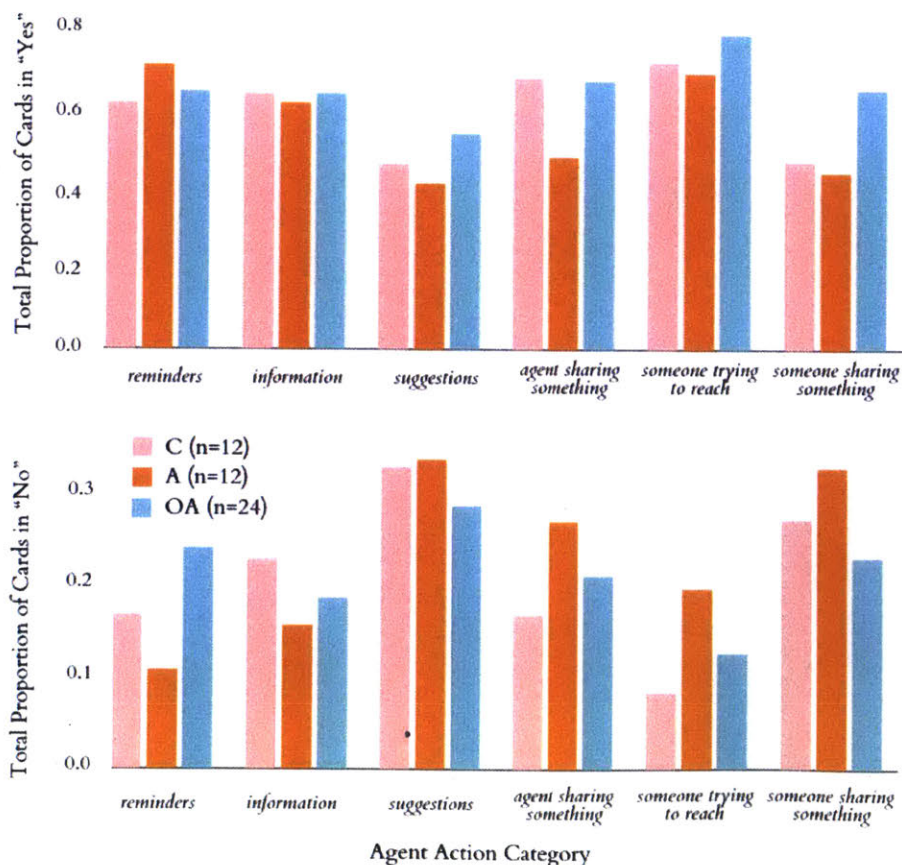 Total Proportion of Cards in "Yes"
0.8
0.6
0.4
0.2
0.0
reminders
information
suggestions
agent sharing
something
someone trying
to reach
someone sharing
something
Total Proportion of Cards in "No"
C (n=12)
A (n=12)
OA (n=24)
0.3
0.2
0.1
0.0
reminders
information
suggestions
agent sharing
something
someone trying
to reach
someone sharing
something
Agent Action Category